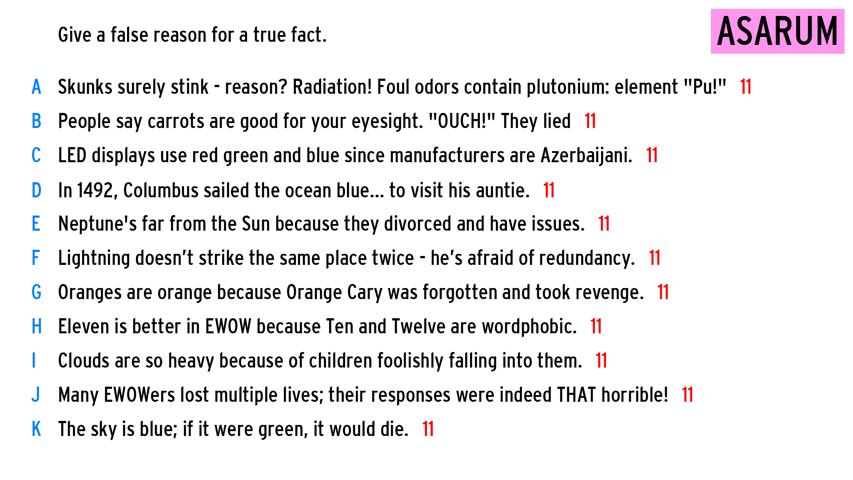 Give a false reason for a true fact.
ASARUM
A Skunks surely stink - reason? Radiation! Foul odors contain plutonium: element "Pu!" 11
B People say carrots are good for your eyesight. "OUCH!" They lied 11
C LED displays use red green and blue since manufacturers are Azerbaijani. 11
D In 1492, Columbus sailed the ocean blue... to visit his auntie. 11
E Neptune's far from the Sun because they divorced and have issues. 11
F Lightning doesn't strike the same place twice - he's afraid of redundancy. 11
G Oranges are orange because Orange Cary was forgotten and took revenge. 11
H Eleven is better in EWOW because Ten and Twelve are wordphobic. 11
I Clouds are so heavy because of children foolishly falling into them. 11
J Many EWOWers lost multiple lives; their responses were indeed THAT horrible! 11
K The sky is blue; if it were green, it would die. 11